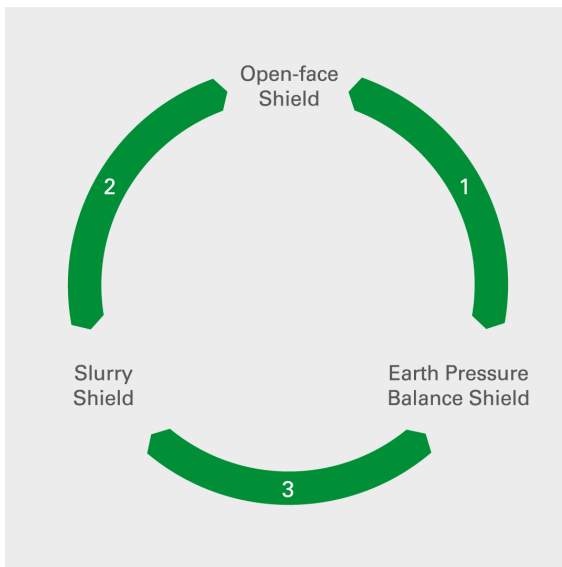 Open-face
Shield
2
1
Slurry
Shield
Earth Pressure
Balance Shield
3